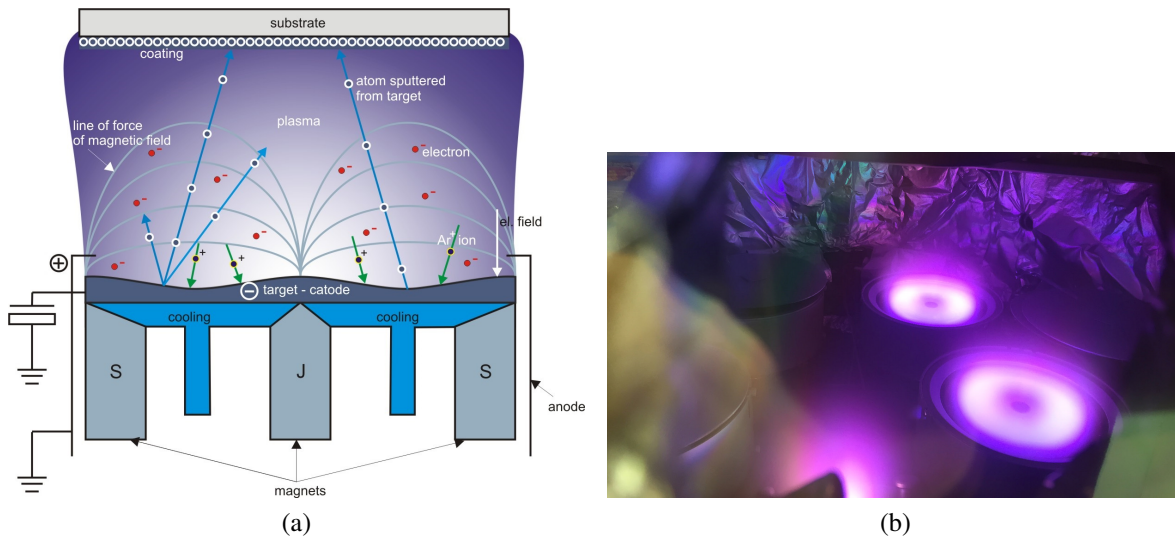 substrate
coating
atom sputtered
from target
plasma
line of force
of magnetic field
electron
-
-
-
-
-
-
-
-
-
el. field
Ar+ ion
+
+
+
+
−
target - catode
cooling
cooling
S
J
S
anode
magnets
(a)
(b)